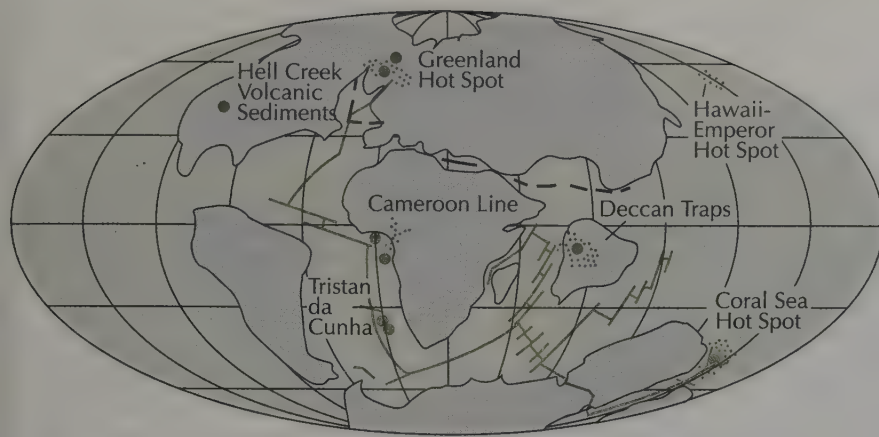 Hell Creek
Volcanic
Sediments
Greenland
Hot Spot
Hawaii-
Emperor
Hot Spot
Cameroon Line
Deccan Traps
Tristan
da
Cunha
Coral Sea
Hot Spot